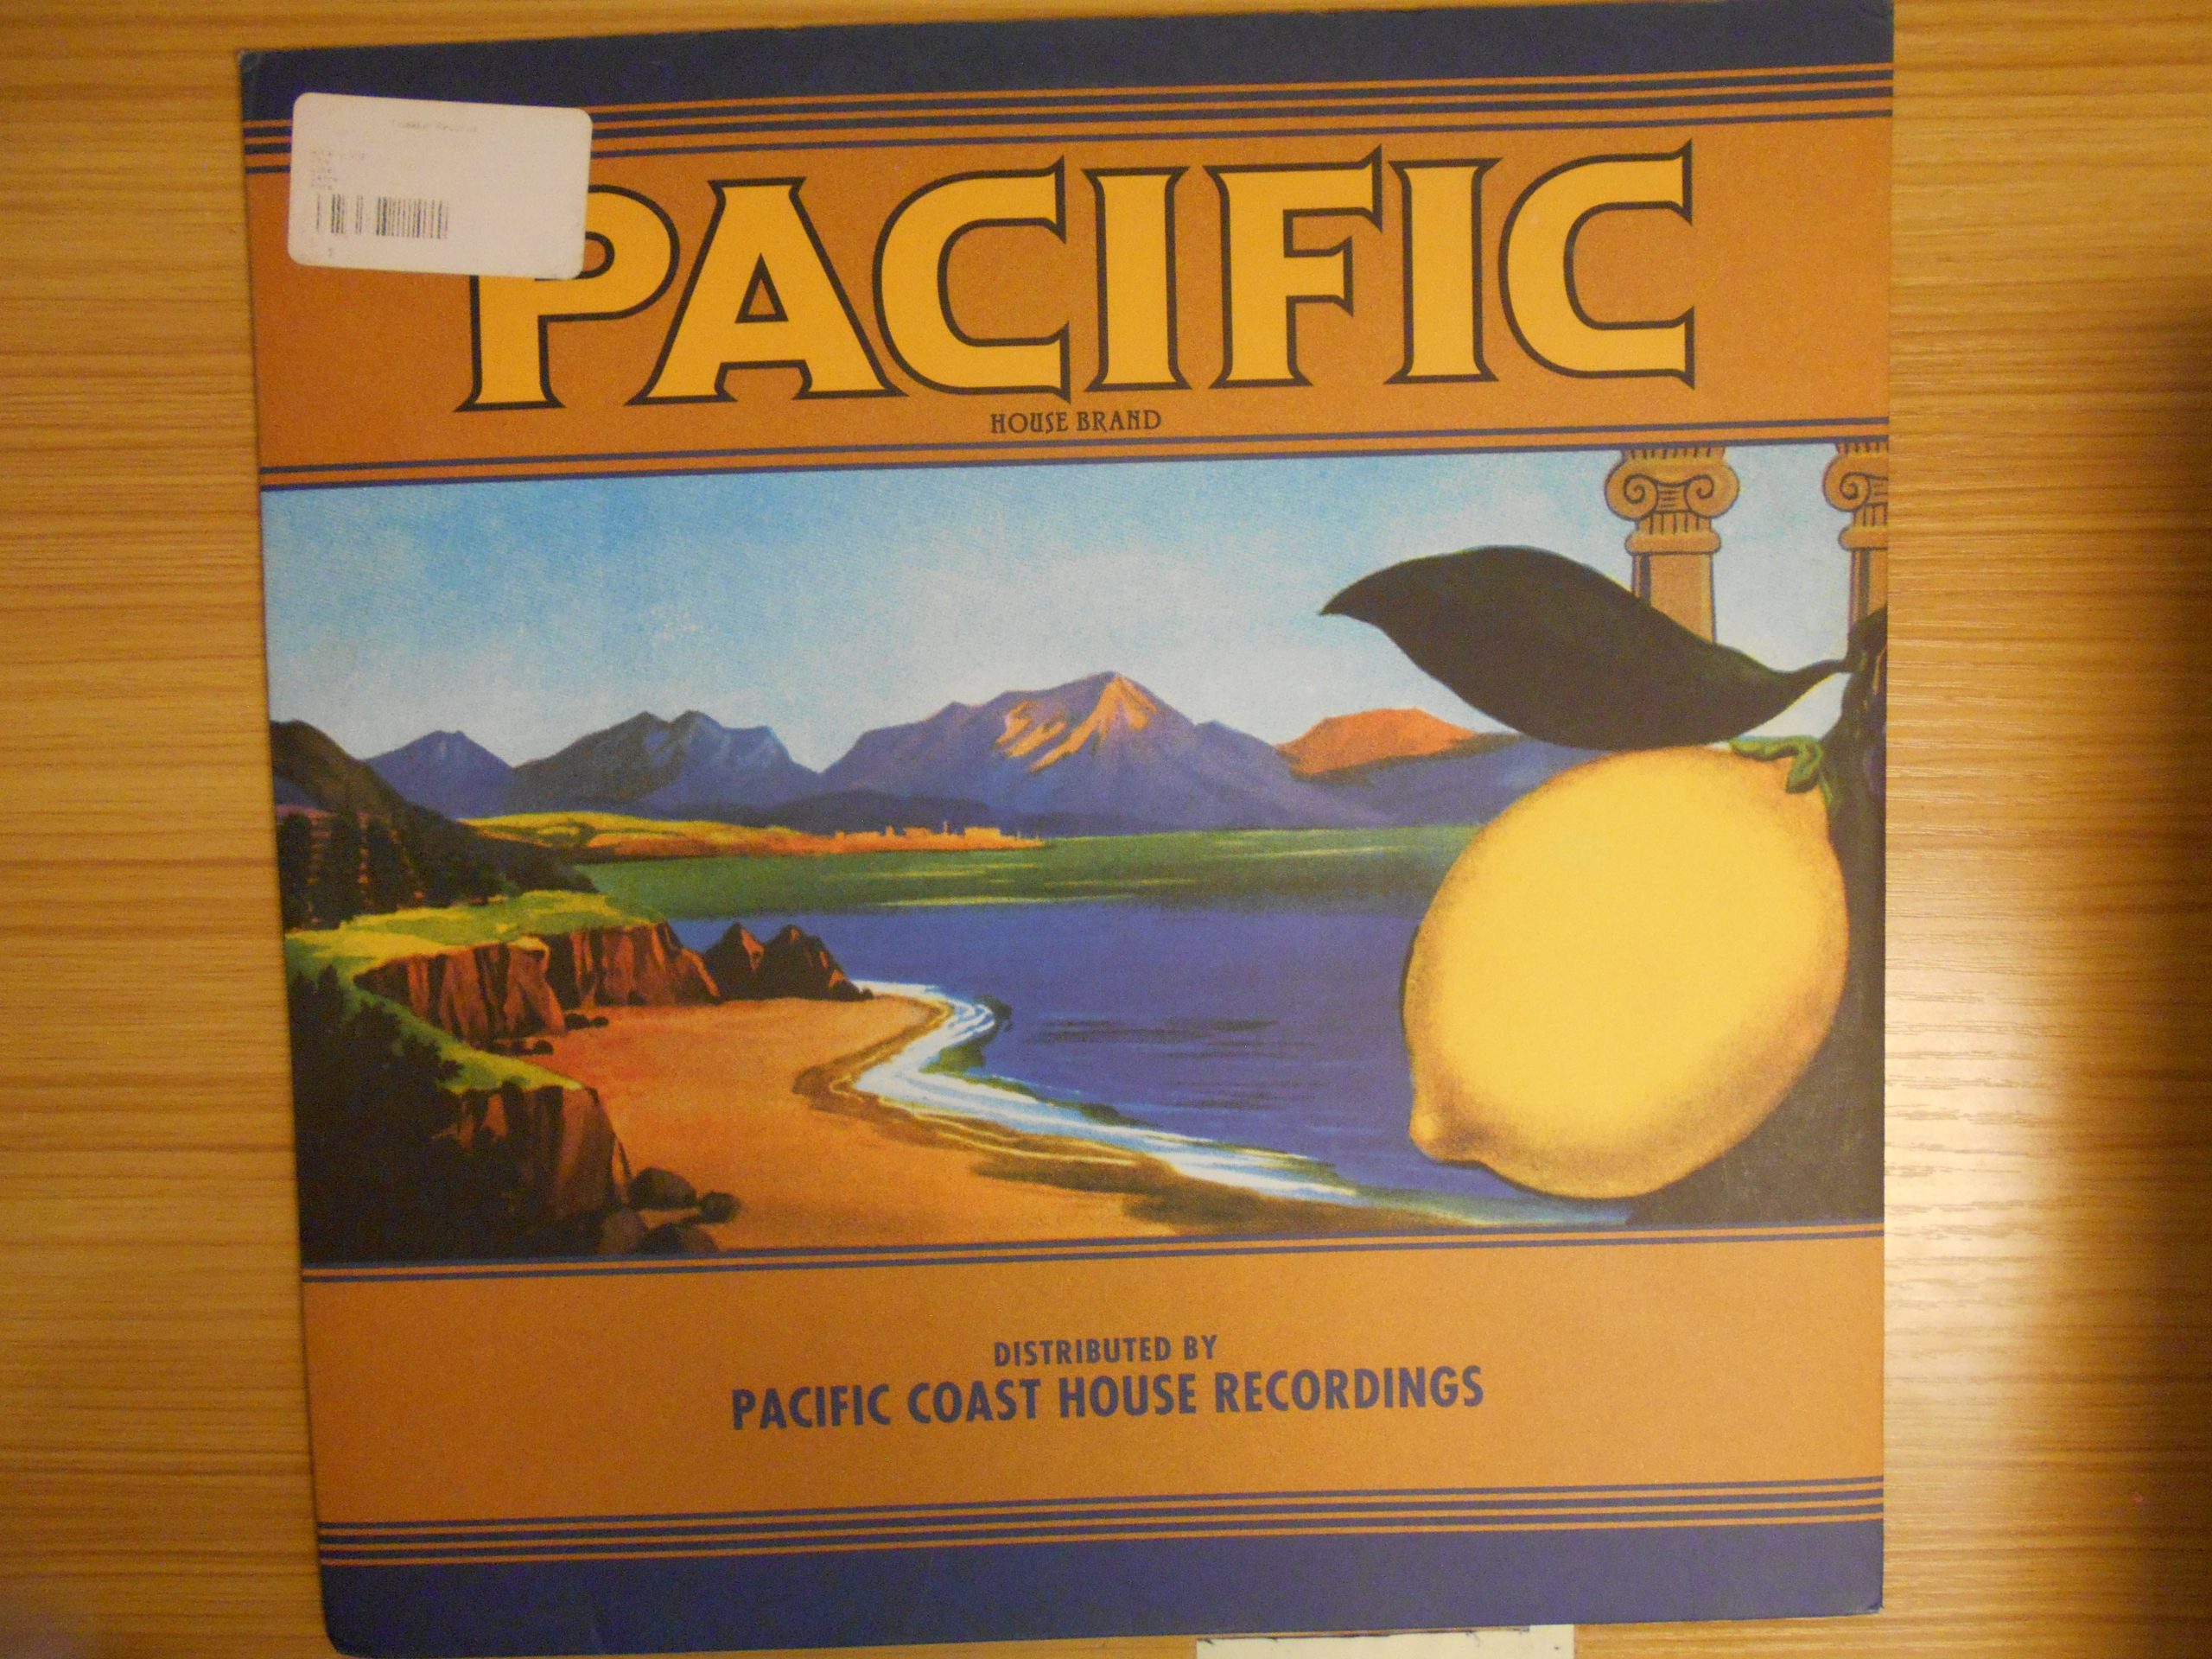 PACIFIC
HOUSE BRAND
DISTRIBUTED BY
PACIFIC COAST HOUSE RECORDINGS